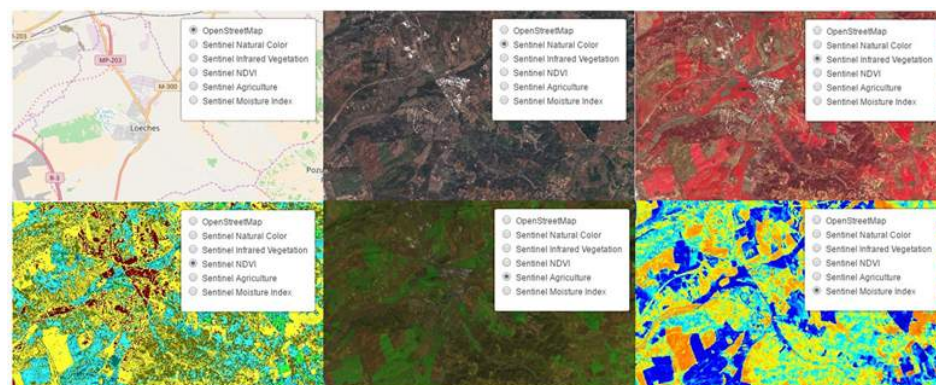 MP-203
M-300
Loeches
R-3
OpenStreetMap
Sentinel Natural Color
Sentinel Infrared Vegetation
Sentinel NDVI
Sentinel Agriculture
Sentinel Moisture Index
OpenStreetMap
Sentinel Natural Color
Sentinel Infrared Vegetation
Sentinel NDVI
Sentinel Agriculture
Sentinel Moisture Index
OpenStreetMap
Sentinel Natural Color
Sentinel Infrared Vegetation
Sentinel NDVI
Sentinel Agriculture
Sentinel Moisture Index
OpenStreetMap
Sentinel Natural Color
Sentinel Infrared Vegetation
Sentinel NDVI
Sentinel Agriculture
Sentinel Moisture Index
OpenStreetMap
Sentinel Natural Color
Sentinel Infrared Vegetation
Sentinel NDVI
Sentinel Agriculture
Sentinel Moisture Index
OpenStreetMap
Sentinel Natural Color
Sentinel Infrared Vegetation
Sentinel NDVI
Sentinel Agriculture
Sentinel Moisture Index